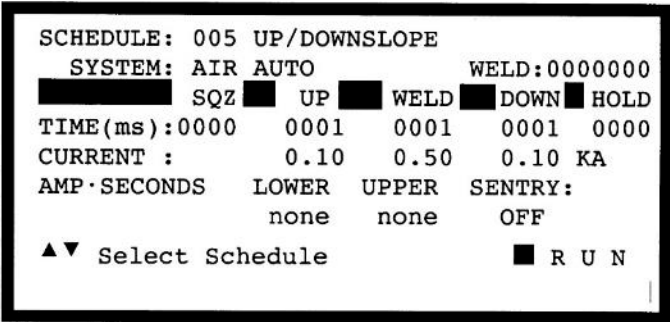 SCHEDULE: 005 UP/DOWNSLOPE
SYSTEM: AIR AUTO WELD:0000000
SQZ UP WELD DOWN HOLD
TIME(ms):0000 0001 0001 0001 0000
CURRENT : 0.10 0.50 0.10 KA
AMP·SECONDS LOWER UPPER SENTRY:
none none OFF
▲▼ Select Schedule ■ R U N